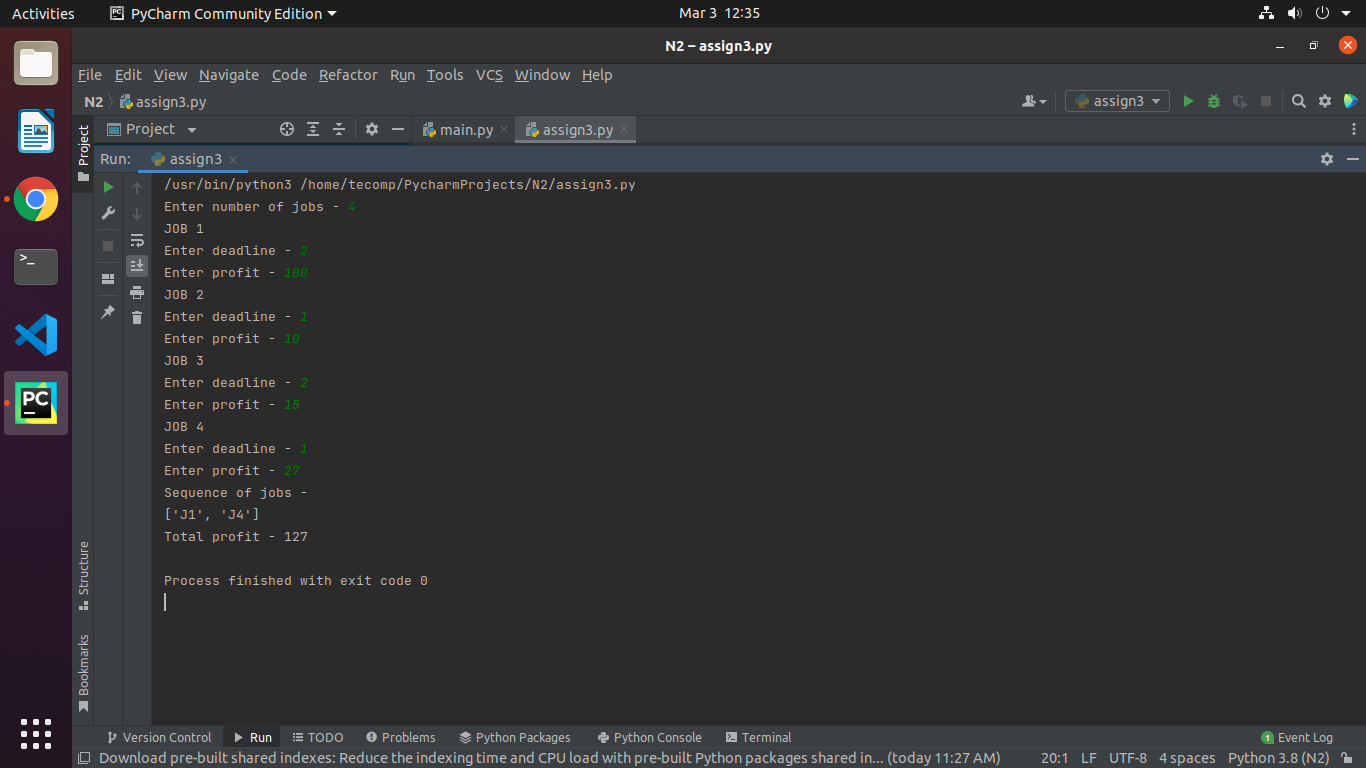 Activities PyCharm Community Edition Mar 3 12:35
N2 – assign3.py
File Edit View Navigate Code Refactor Run Tools VCS Window Help
N2 assign3.py assign3
Project main.py assign3.py
Project
Run: assign3
/usr/bin/python3 /home/tecomp/PycharmProjects/N2/assign3.py
Enter number of jobs - 4
JOB 1
Enter deadline - 2
Enter profit - 100
JOB 2
Enter deadline - 1
Enter profit - 10
JOB 3
Enter deadline - 2
Enter profit - 15
JOB 4
Enter deadline - 1
Enter profit - 27
Sequence of jobs -
['J1', 'J4']
Total profit - 127
Process finished with exit code 0
Structure
Bookmarks
PC
Version Control Run TODO Problems Python Packages Python Console Terminal 1 Event Log
Download pre-built shared indexes: Reduce the indexing time and CPU load with pre-built Python packages shared in... (today 11:27 AM) 20:1 LF UTF-8 4 spaces Python 3.8 (N2)